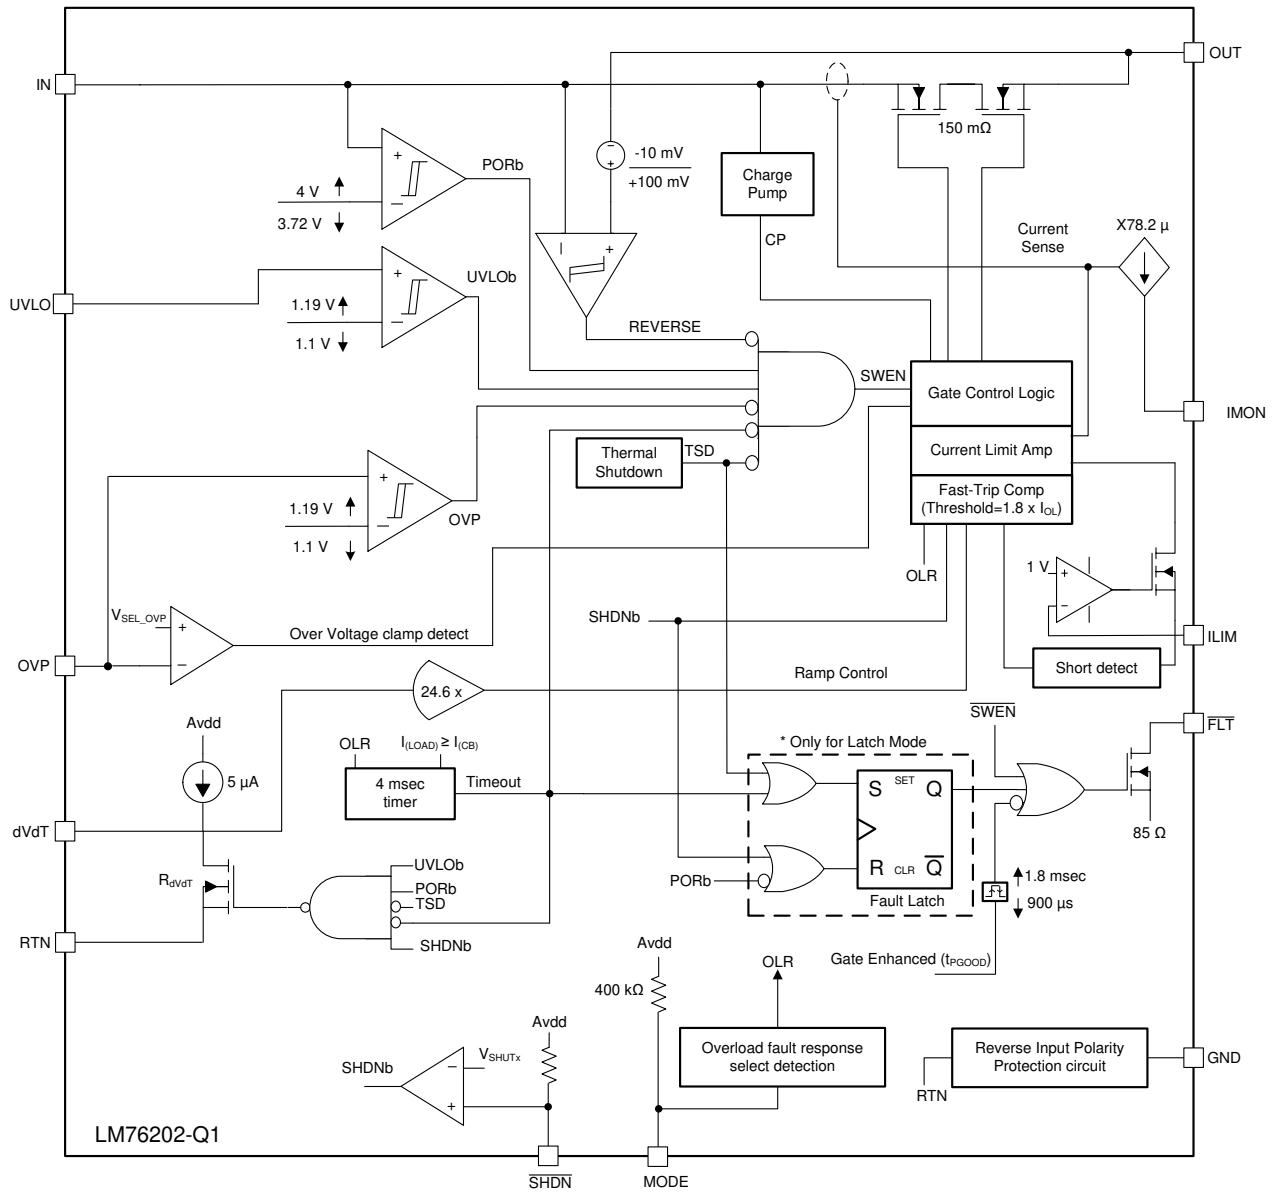 OUT
IN
150 mΩ
-10 mV
+100 mV
PORb
+
−
4 V
3.72 V
Charge
Pump
CP
Current
Sense
X78.2 µ
UVLO
+
−
UVLOb
1.19 V
1.1 V
−
+
−
+
REVERSE
SWEN
Gate Control Logic
IMON
Current Limit Amp
Thermal
Shutdown
TSD
Fast-Trip Comp
(Threshold=1.8 x IOL)
+
−
1.19 V
1.1 V
OVP
OLR
1 V
+
−
SHDNb
VSEL_OVP
+
−
Over Voltage clamp detect
OVP
ILIM
Short detect
24.6 x
Ramp Control
Avdd
SWEN
FLT
OLR
I(LOAD) ≥ I(CB)
* Only for Latch Mode
5 µA
4 msec
timer
Timeout
S
SET
Q
dVdT
85 Ω
RdVdT
UVLOb
PORb
TSD
SHDNb
PORb
R
CLR
Q
Fault Latch
1.8 msec
900 µs
RTN
Avdd
OLR
Gate Enhanced (tPGOOD)
400 kΩ
Avdd
SHDNb
VSHUTx
−
+
Overload fault response
select detection
Reverse Input Polarity
Protection circuit
GND
RTN
LM76202-Q1
SHDN
MODE